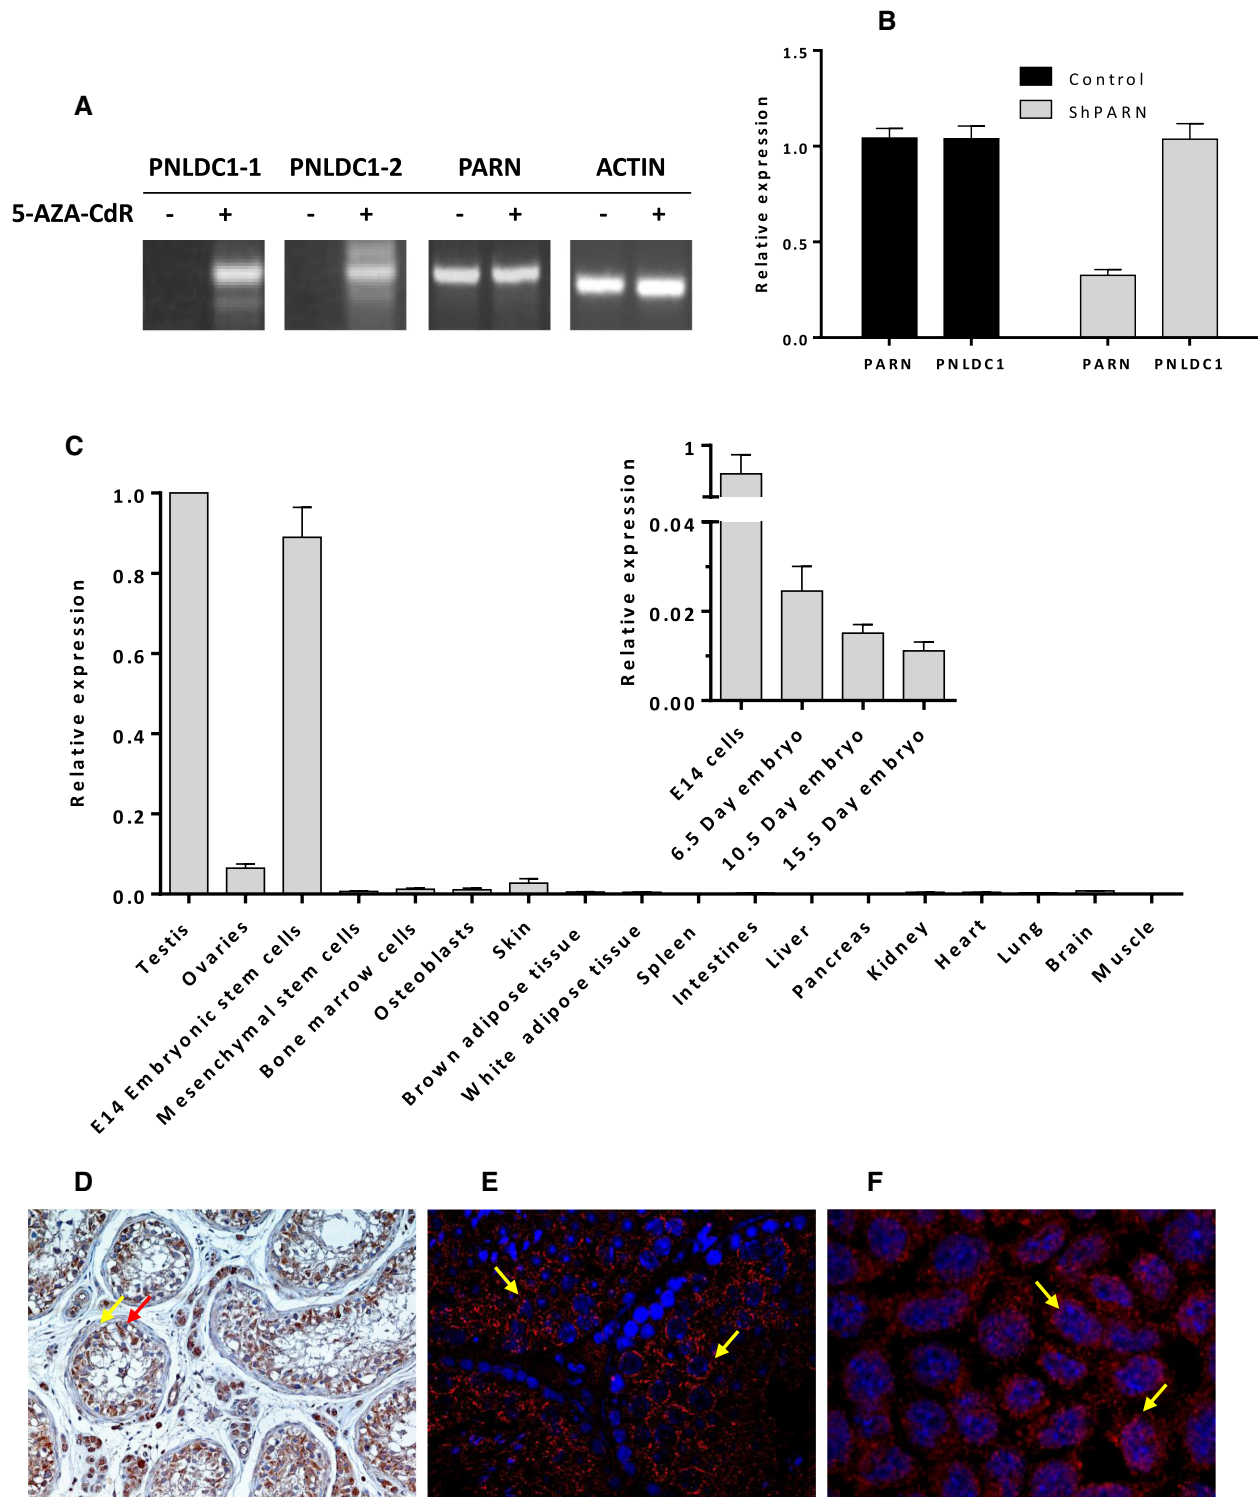 A
PNLDC1-1 PNLDC1-2 PARN ACTIN
5-AZA-CdR - + - + - + - +
B
Relative expression
1.5
1.0
0.5
0.0
Control
ShPARN
PARN PNLDC1 PARN PNLDC1
C
Relative expression
1.0
0.8
0.6
0.4
0.2
0.0
Testis
Ovaries
E14 Embryonic stem cells
Mesenchymal stem cells
Bone marrow cells
Osteoblasts
Skin
Brown adipose tissue
White adipose tissue
Spleen
Intestines
Liver
Pancreas
Kidney
Heart
Lung
Brain
Muscle
Relative expression
1
0.04
0.02
0.00
E14 cells
6.5 Day embryo
10.5 Day embryo
15.5 Day embryo
D
E
F